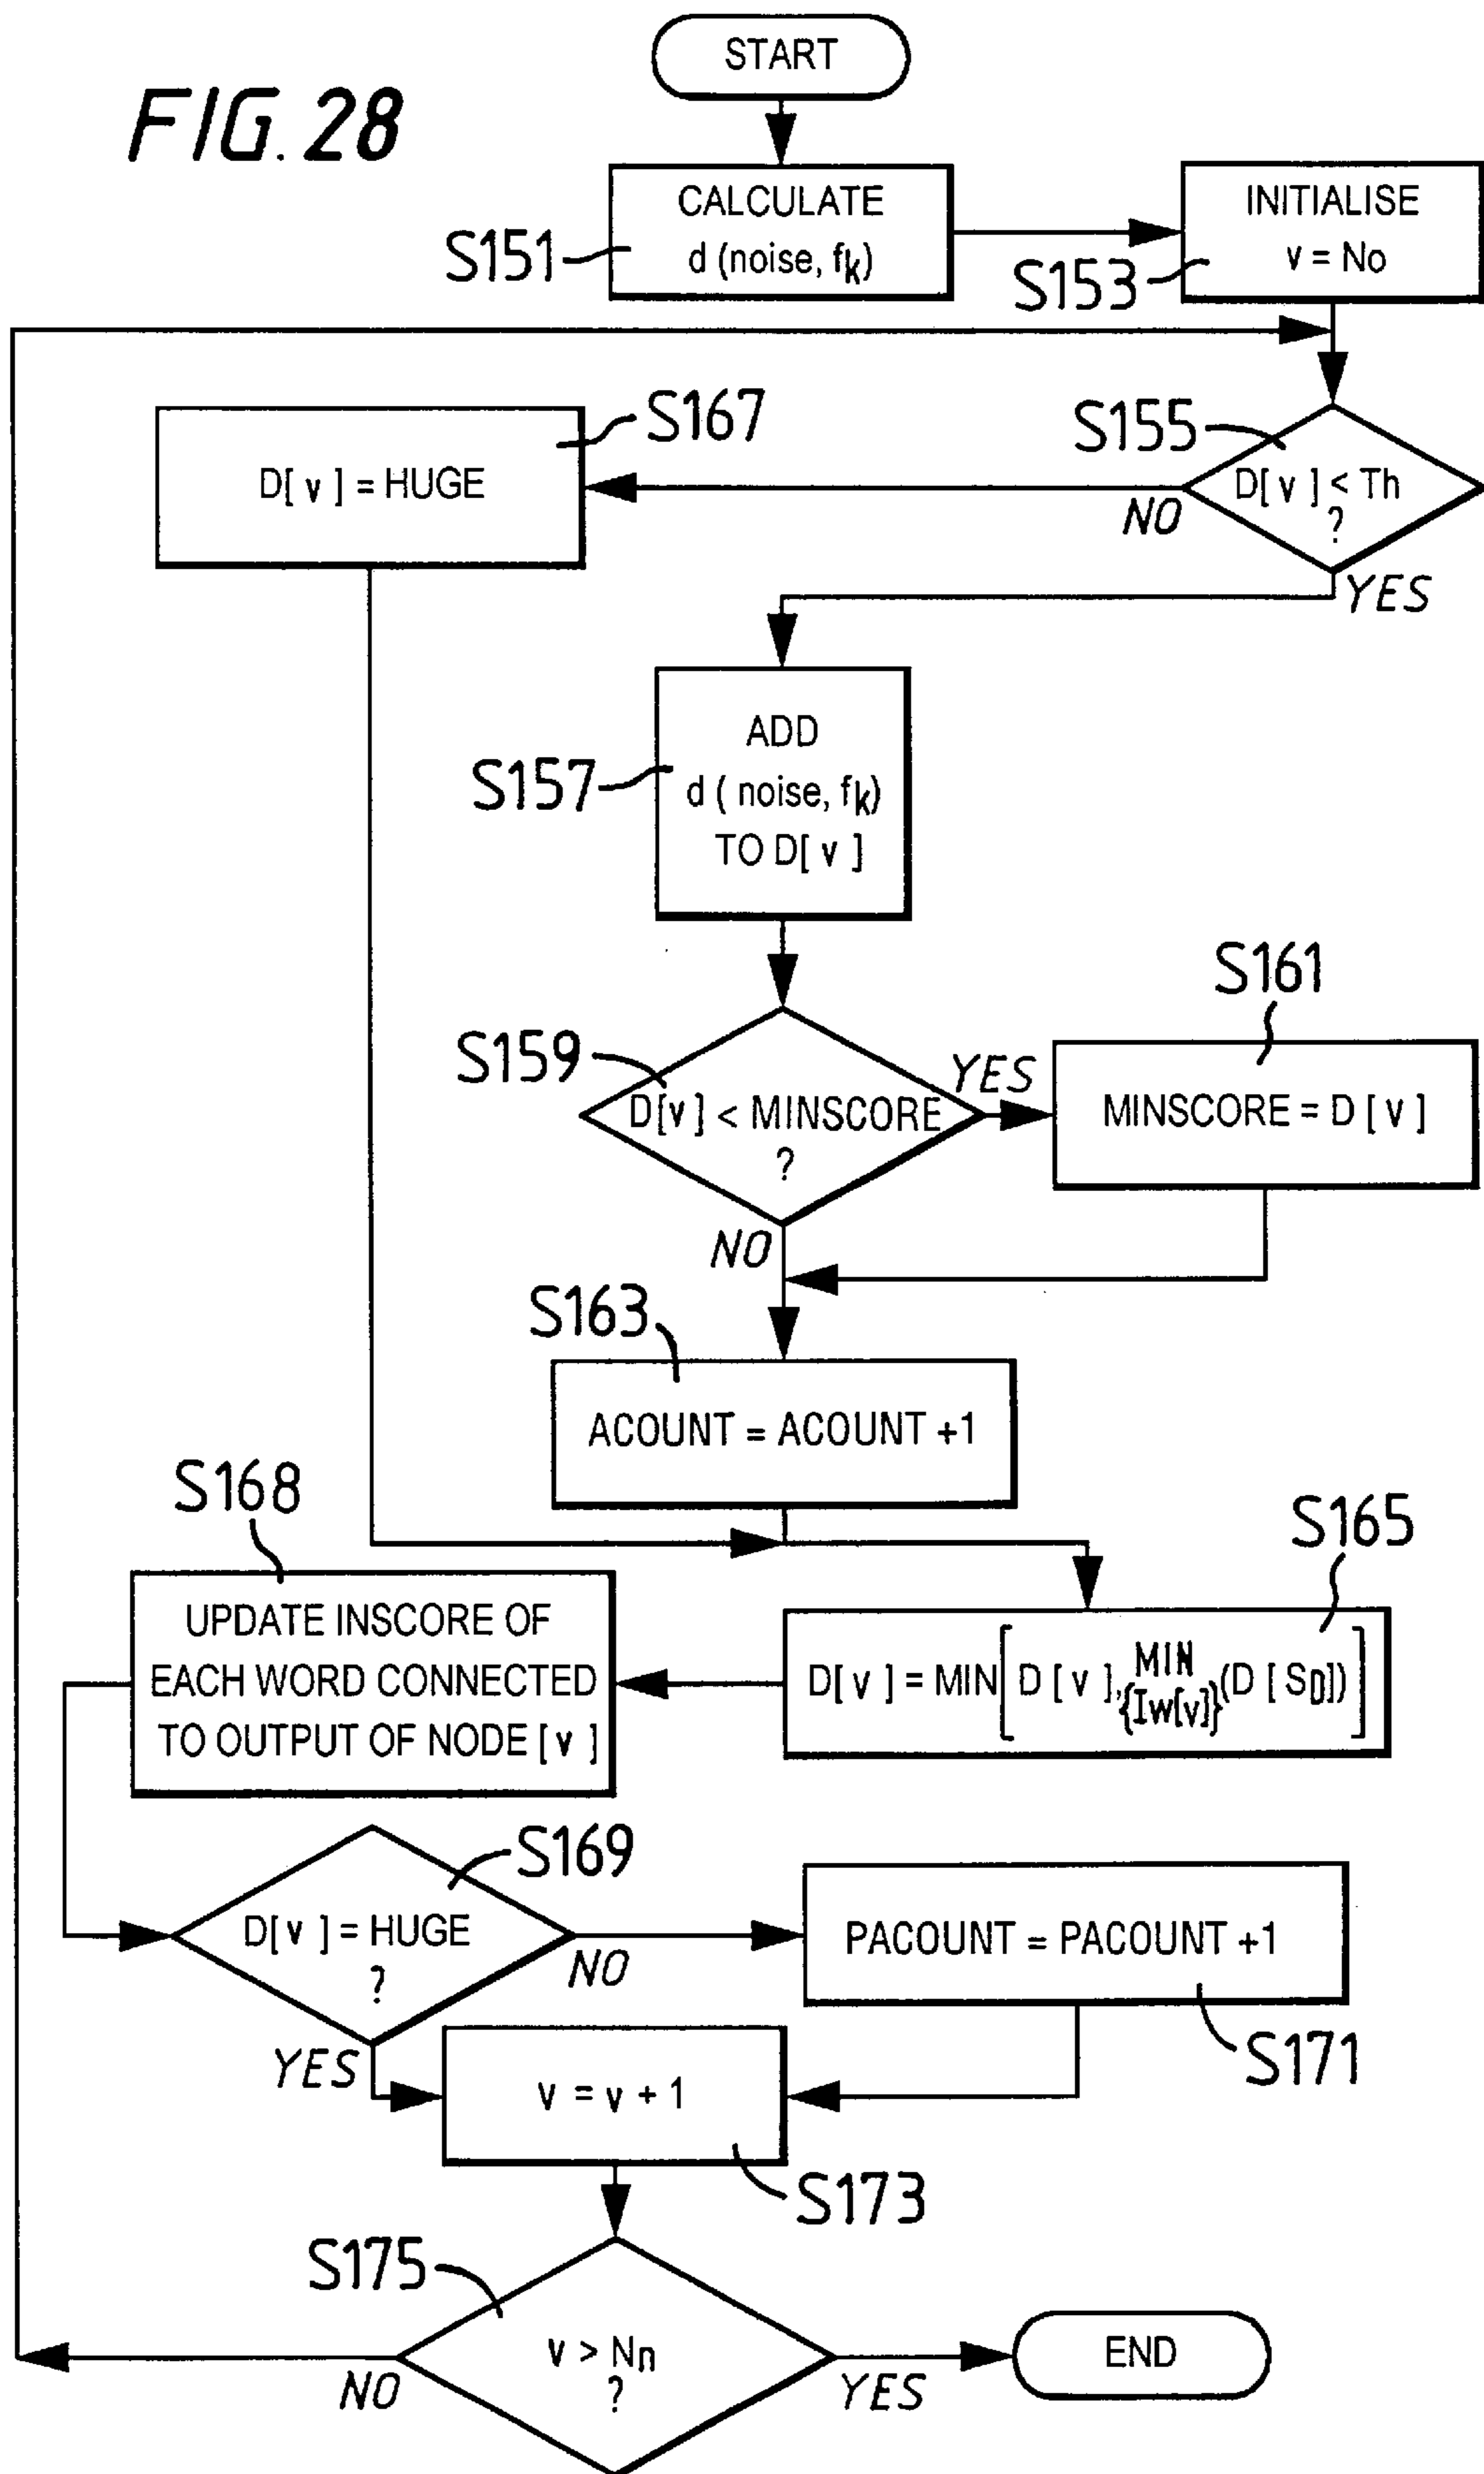 FIG. 28
START
CALCULATE
d (noise, fk)
S151
INITIALISE
v = No
S153
S167
D[ v ] = HUGE
S155
D[ v ] < Th
?
NO
YES
ADD
d ( noise, fk)
TO D[ v ]
S157
S159
D[v] < MINSCORE
?
YES
NO
S161
MINSCORE = D [ v ]
S163
ACOUNT = ACOUNT +1
S168
UPDATE INSCORE OF
EACH WORD CONNECTED
TO OUTPUT OF NODE [ v ]
S165
D[ v ] = MIN [ D [ v ], MIN (D [ SD]) ]
{Iw[v]}
S169
D[ v ] = HUGE
?
NO
YES
PACOUNT = PACOUNT +1
S171
v = v + 1
S173
S175
v > Nn
?
NO
YES
END